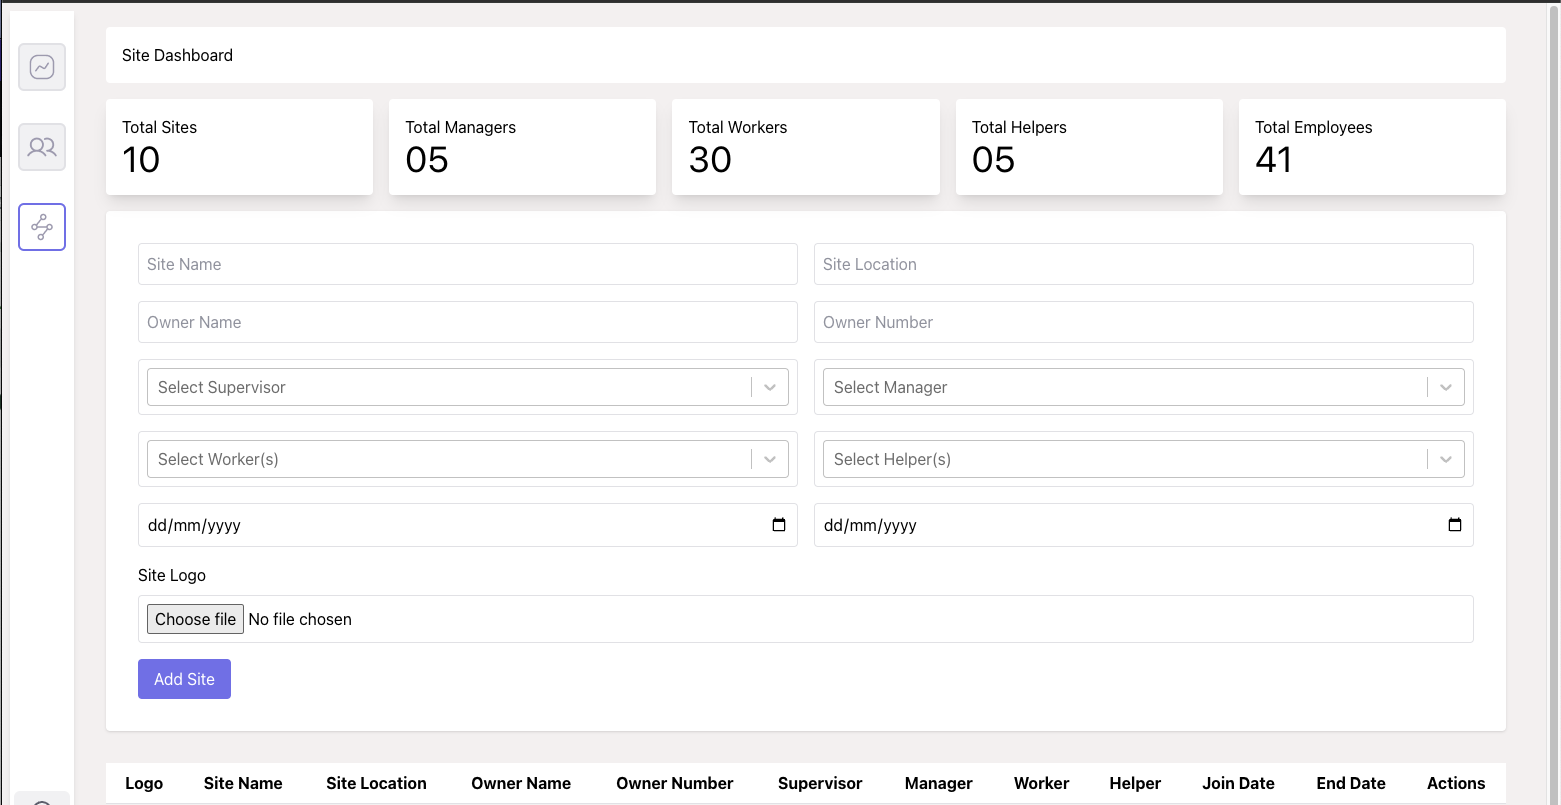 Site Dashboard
Total Sites
10
Total Managers
05
Total Workers
30
Total Helpers
05
Total Employees
41
Site Name
Site Location
Owner Name
Owner Number
Select Supervisor
Select Manager
Select Worker(s)
Select Helper(s)
dd/mm/yyyy
dd/mm/yyyy
Site Logo
Choose file No file chosen
Add Site
Logo Site Name Site Location Owner Name Owner Number Supervisor Manager Worker Helper Join Date End Date Actions